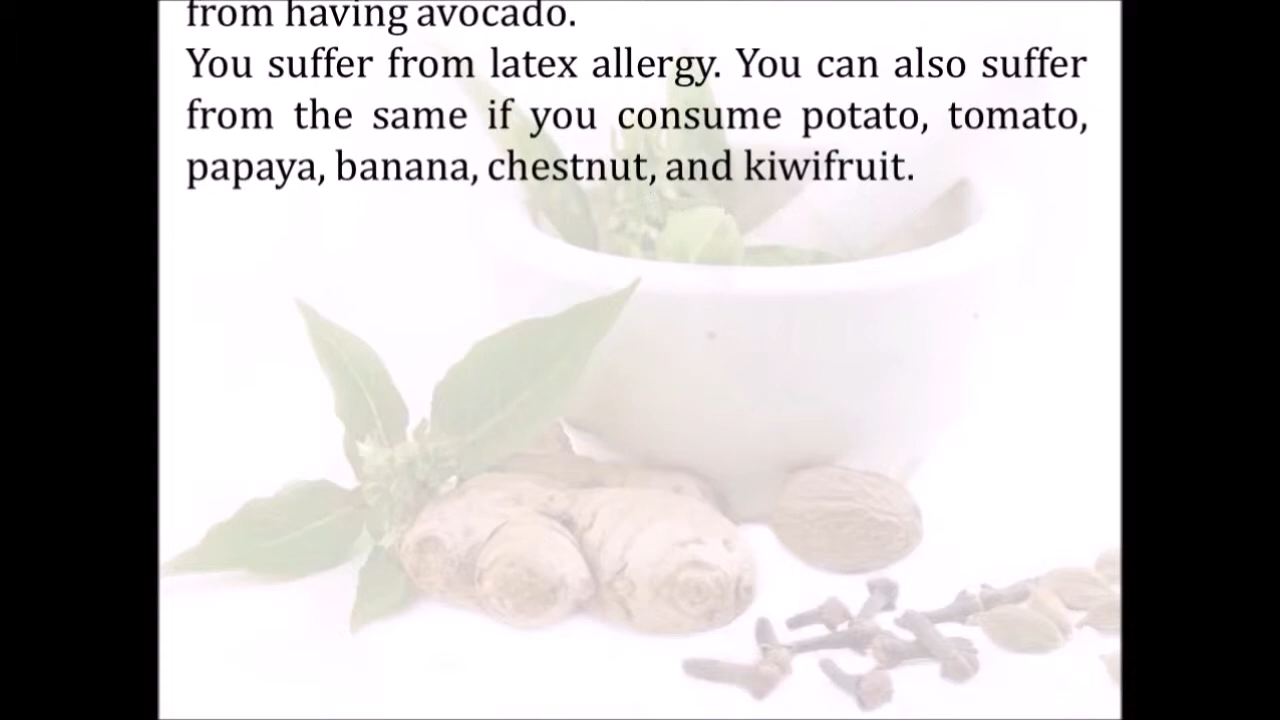 from having avocado.
You suffer from latex allergy. You can also suffer
from the same if you consume potato, tomato,
papaya, banana, chestnut, and kiwifruit.